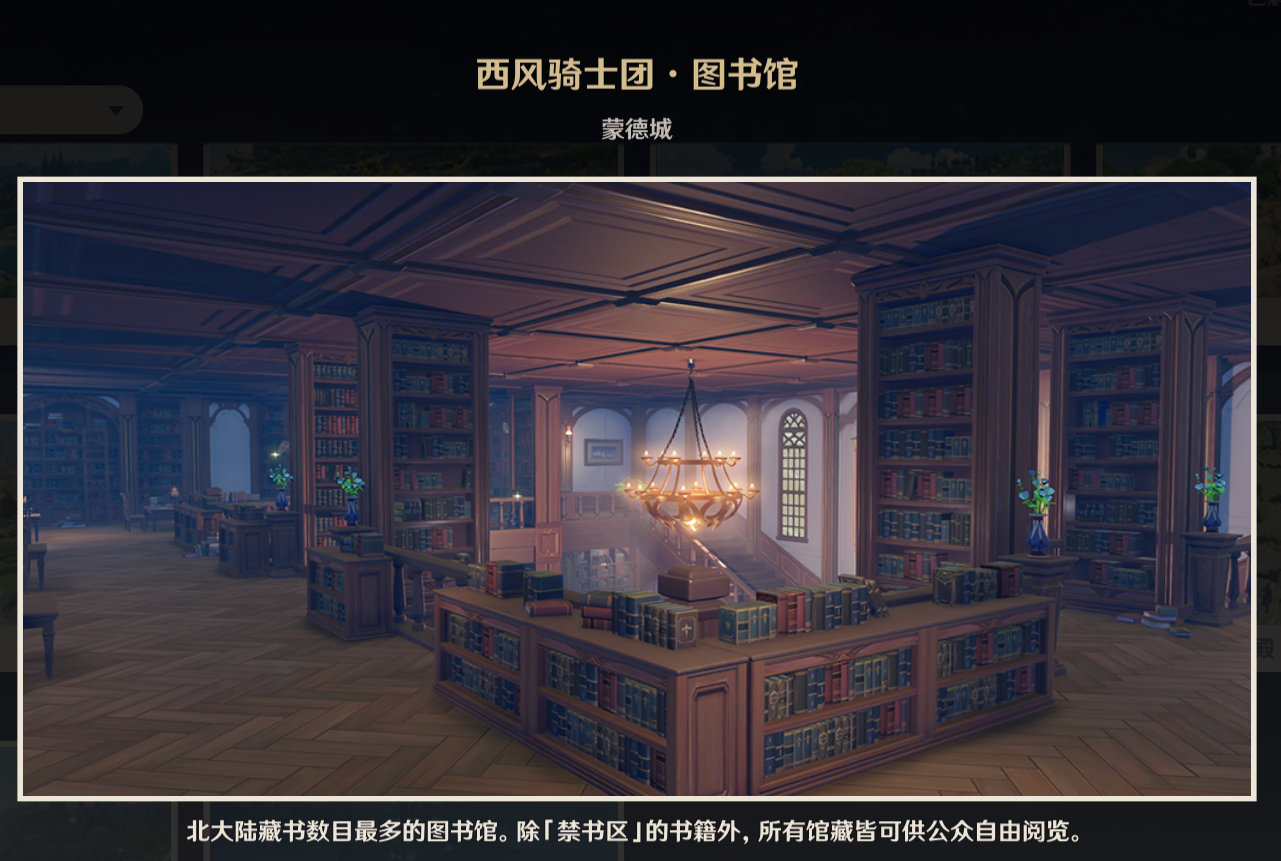 西风骑士团·图书馆
蒙德城
北大陆藏书数目最多的图书馆。除「禁书区」的书籍外，所有馆藏皆可供公众自由阅览。